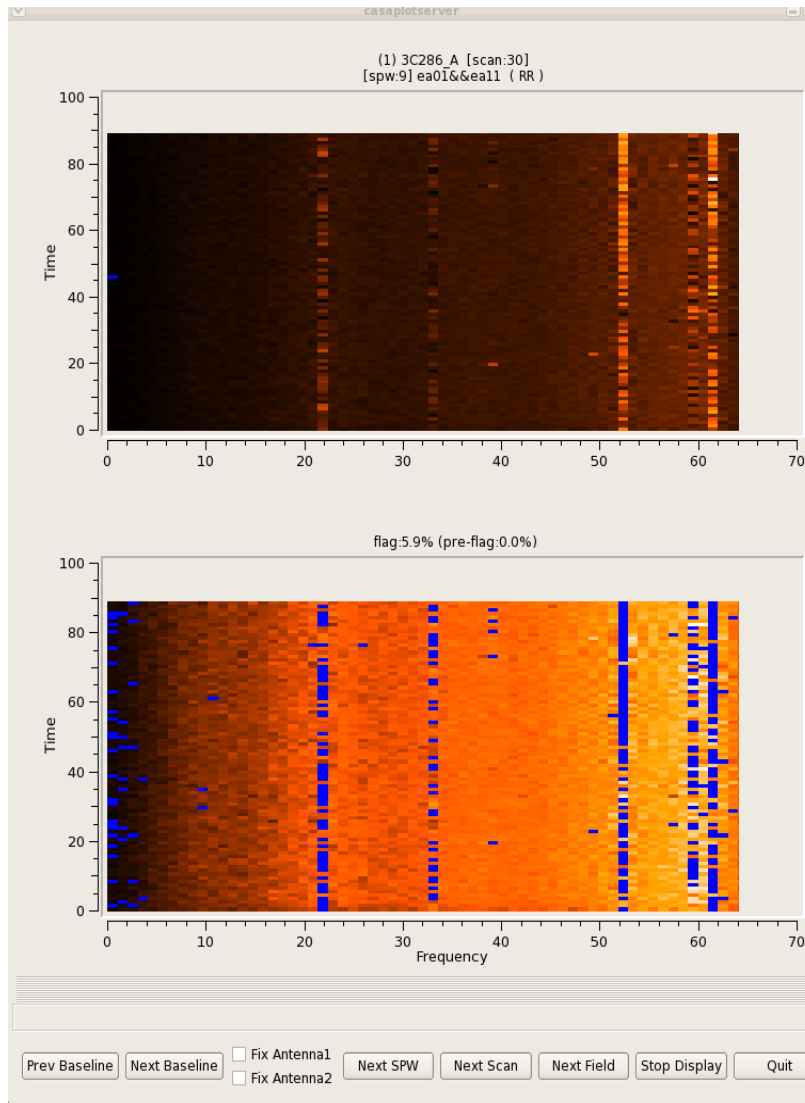 casaplotserver
(1) 3C286_A [scan:30]
[spw:9] ea01&&ea11 ( RR )
100
80
60
40
20
0
Time
0 10 20 30 40 50 60 70
flag:5.9% (pre-flag:0.0%)
100
80
60
40
20
0
Time
0 10 20 30 40 50 60 70
Frequency
Prev Baseline Next Baseline Fix Antenna1 Next SPW Next Scan Next Field Stop Display Quit
Fix Antenna2